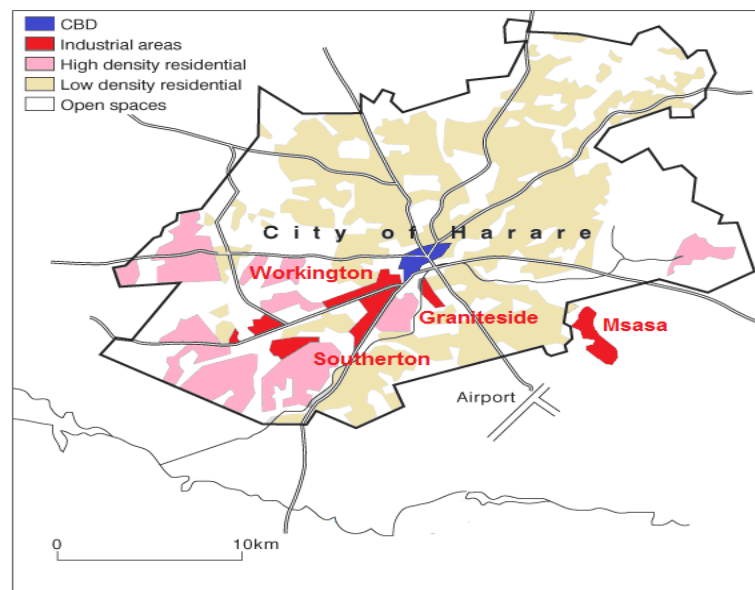 CBD
Industrial areas
High density residential
Low density residential
Open spaces
City of Harare
Workington
Graniteside
Msasa
Southerton
Airport
0 10km